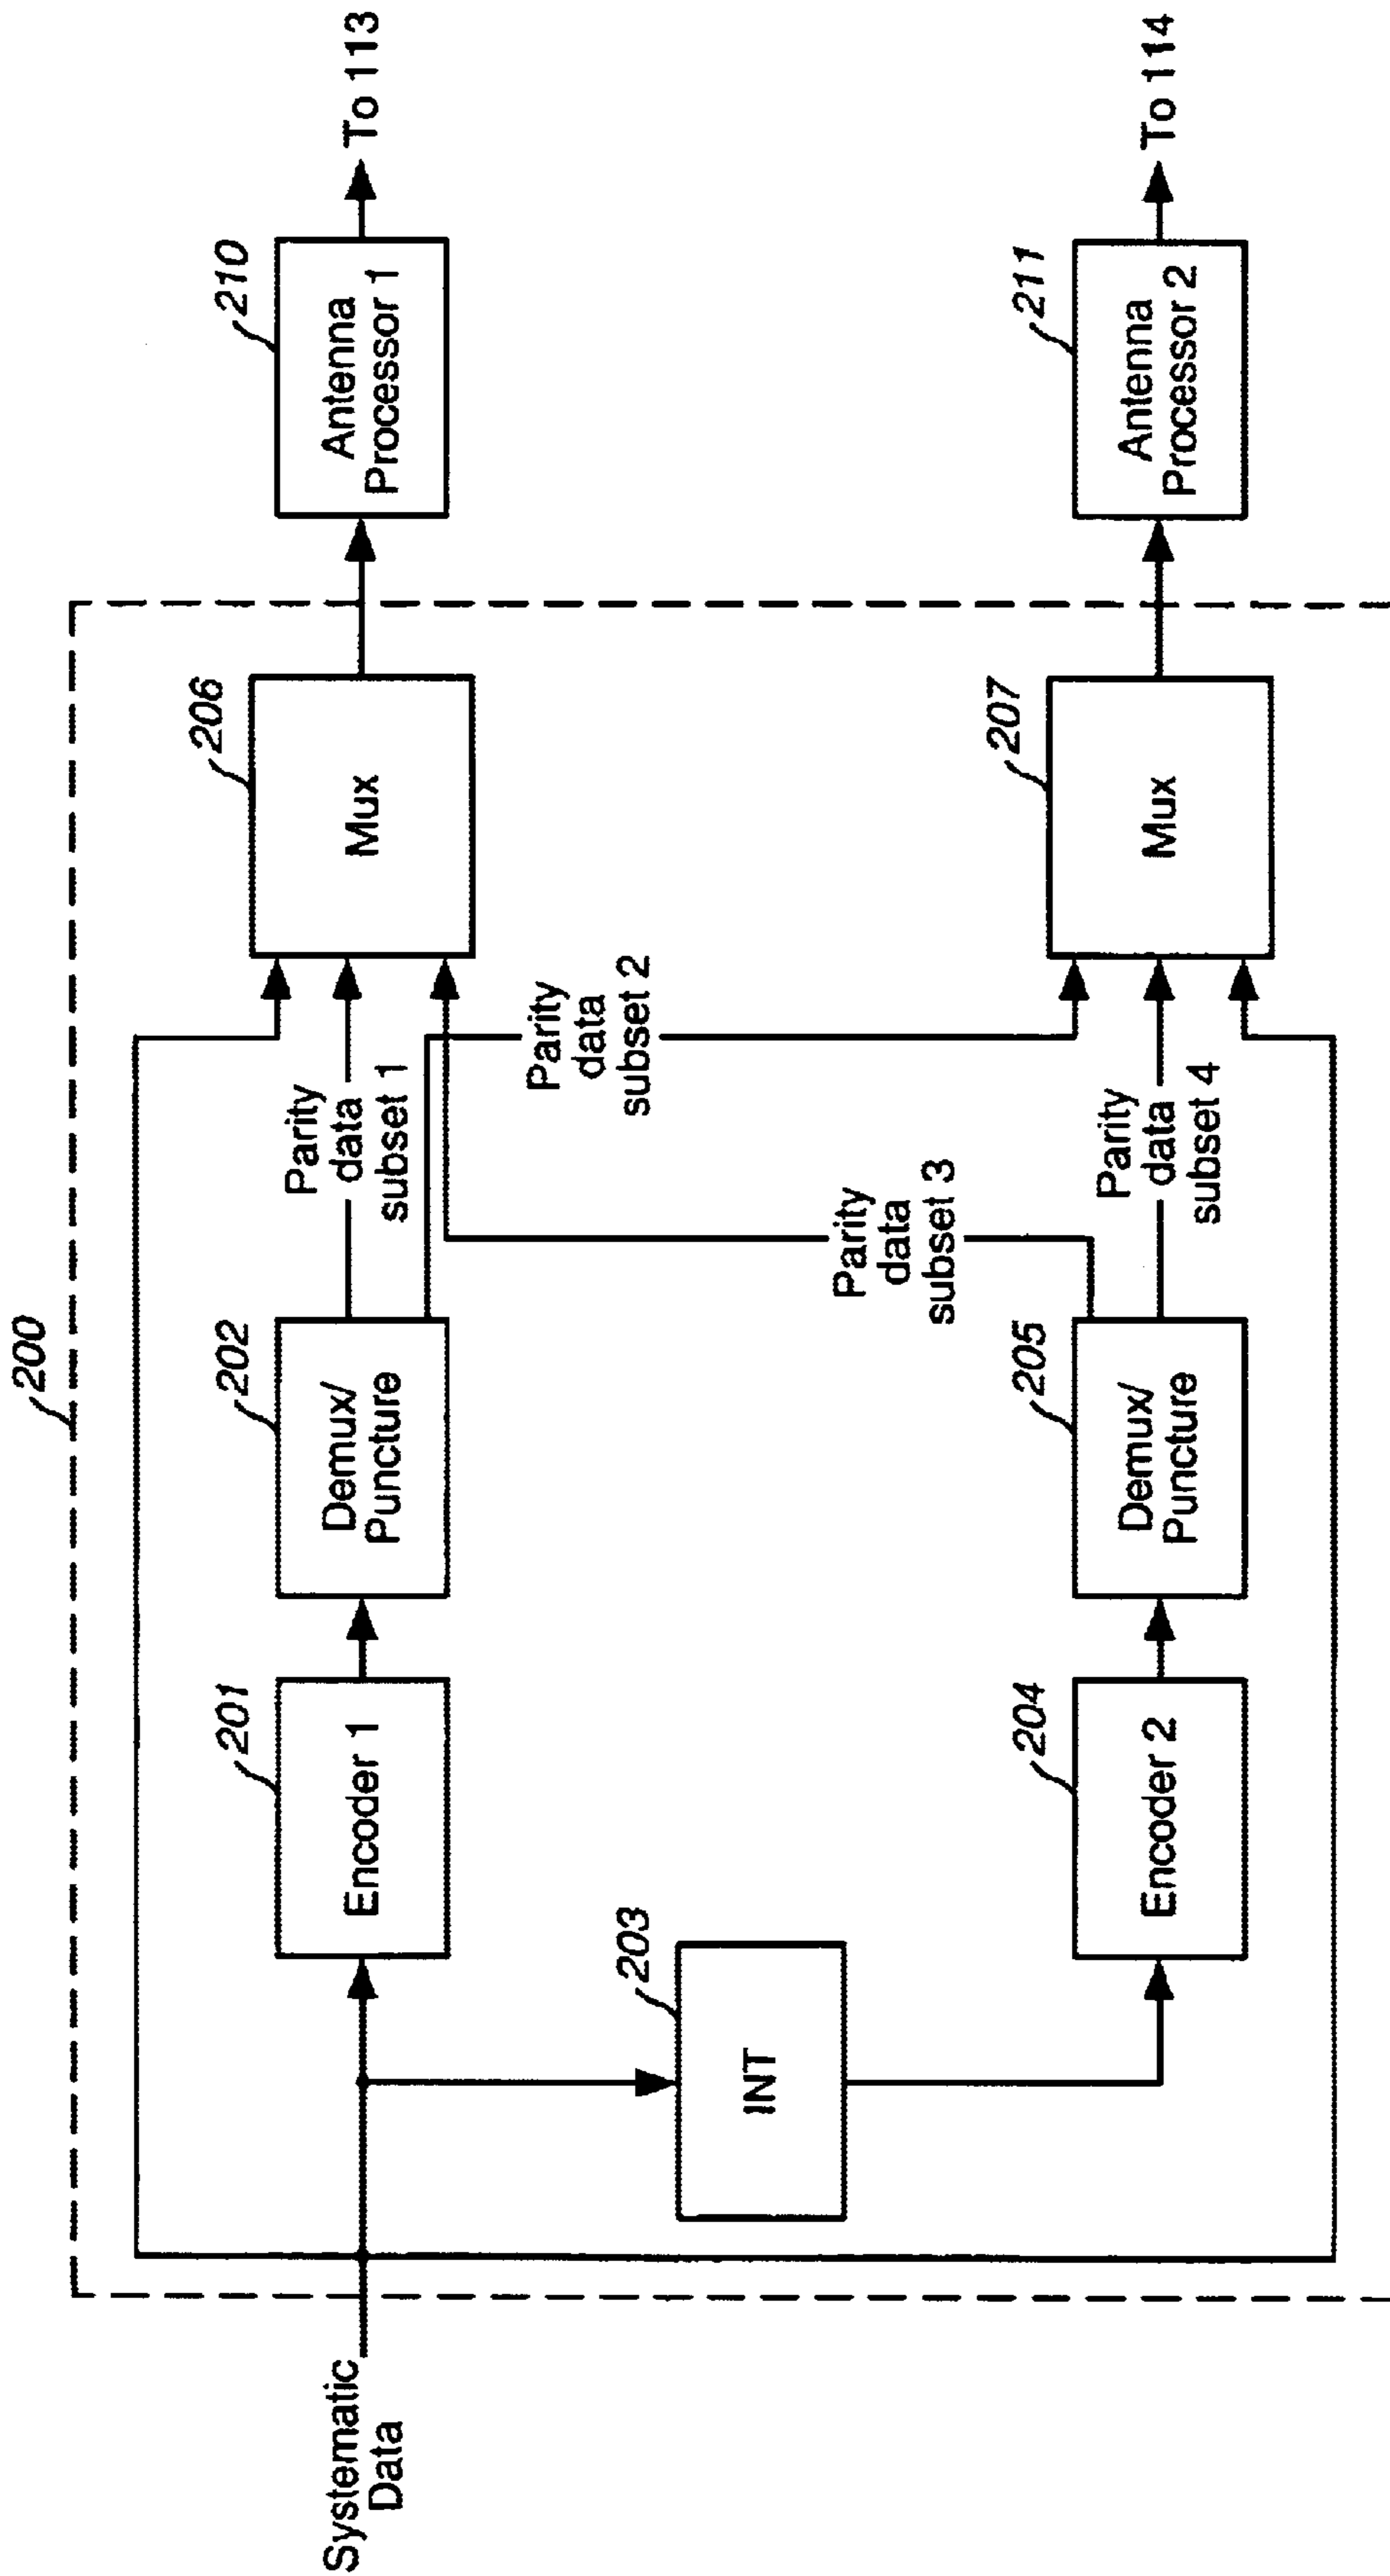 200
Systematic
Data
201
Encoder 1
202
Demux/
Puncture
Parity
data
subset 1
206
Mux
210
Antenna
Processor 1
To 113
203
INT
Parity
data
subset 2
Parity
data
subset 3
204
Encoder 2
205
Demux/
Puncture
Parity
data
subset 4
207
Mux
211
Antenna
Processor 2
To 114